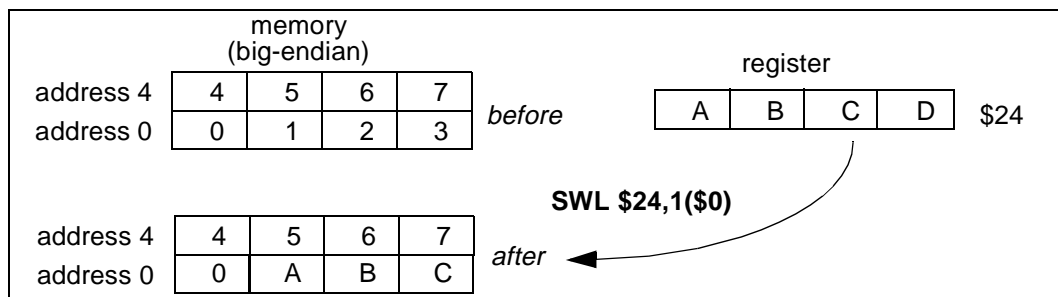 memory
(big-endian)
register
address 4 4 5 6 7
address 0 0 1 2 3
before
A B C D $24
SWL $24,1($0)
address 4 4 5 6 7
address 0 0 A B C
after